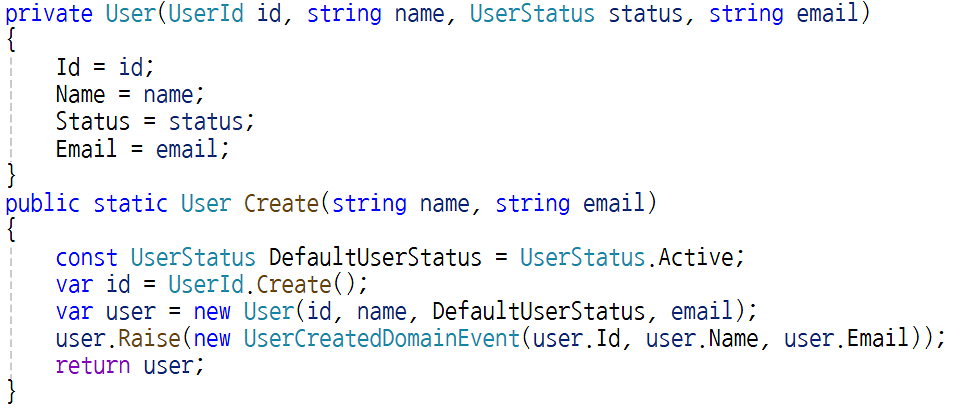 private User(UserId id, string name, UserStatus status, string email)
{
    Id = id;
    Name = name;
    Status = status;
    Email = email;
}
public static User Create(string name, string email)
{
    const UserStatus DefaultUserStatus = UserStatus.Active;
    var id = UserId.Create();
    var user = new User(id, name, DefaultUserStatus, email);
    user.Raise(new UserCreatedDomainEvent(user.Id, user.Name, user.Email));
    return user;
}